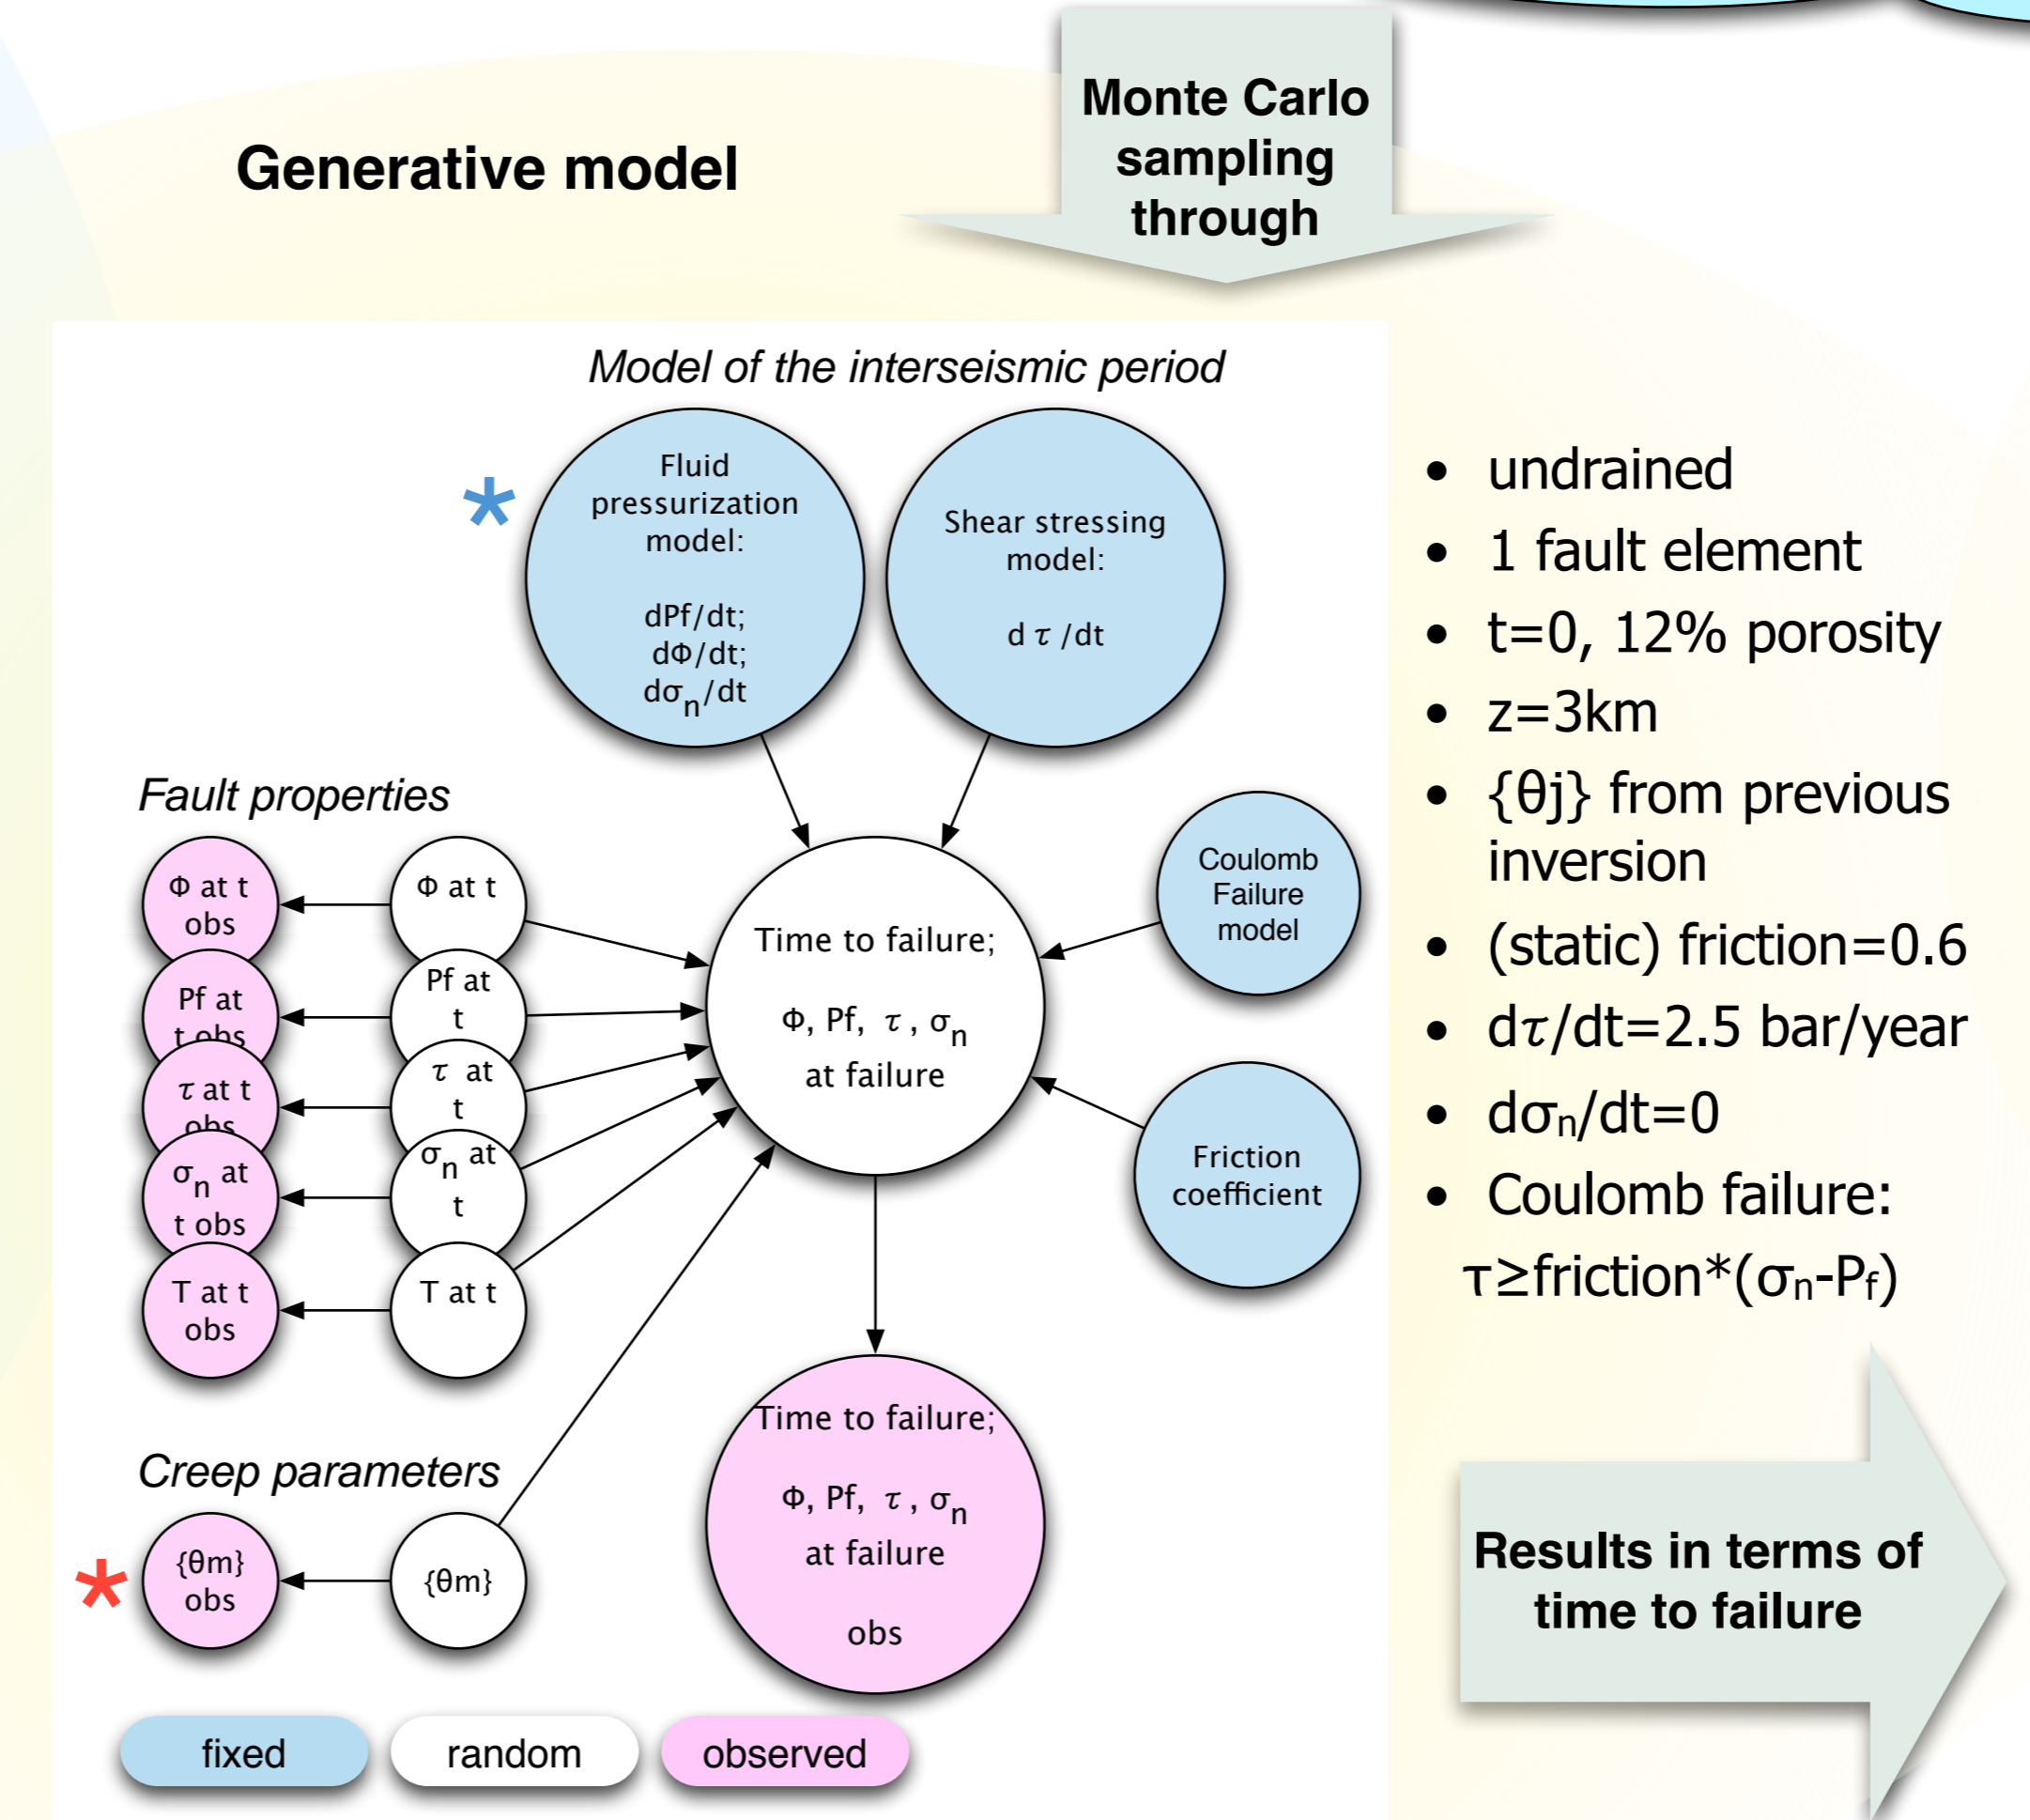 Monte Carlo
sampling
through
Generative model
Model of the interseismic period
*
Fluid
pressurization
model:
dPf/dt;
dΦ/dt;
dσn/dt
Shear stressing
model:
d τ /dt
Fault properties
Φ at t
obs
Φ at t
Pf at
t obs
Pf at
t
τ at t
obs
τ at
t
σn at
t obs
σn at
t
T at t
obs
T at t
Time to failure;
Φ, Pf, τ , σn
at failure
Coulomb
Failure
model
Friction
coefficient
Creep parameters
*
{θm}
obs
{θm}
Time to failure;
Φ, Pf, τ , σn
at failure
obs
fixed
random
observed
• undrained
• 1 fault element
• t=0, 12% porosity
• z=3km
• {θj} from previous
inversion
• (static) friction=0.6
• dτ/dt=2.5 bar/year
• dσn/dt=0
• Coulomb failure:
τ≥friction*(σn-Pf)
Results in terms of
time to failure